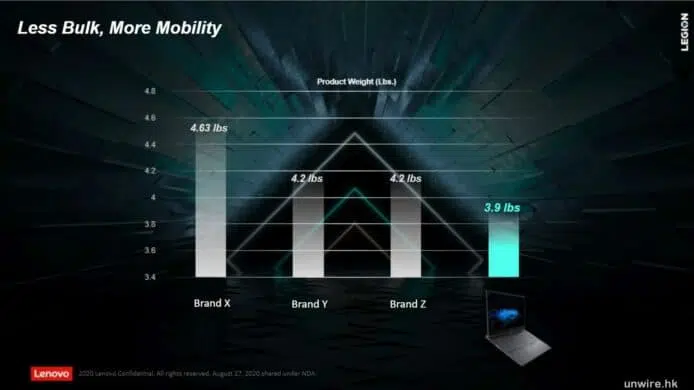 Less Bulk, More Mobility
LEGION
Product Weight (Lbs.)
4.8
4.6
4.4
4.2
4
3.8
3.6
3.4
4.63 lbs
4.2 lbs
4.2 lbs
3.9 lbs
Brand X
Brand Y
Brand Z
Lenovo
2020 Lenovo Confidential. All rights reserved. August 27, 2020 shared under NDA.
unwire.hk